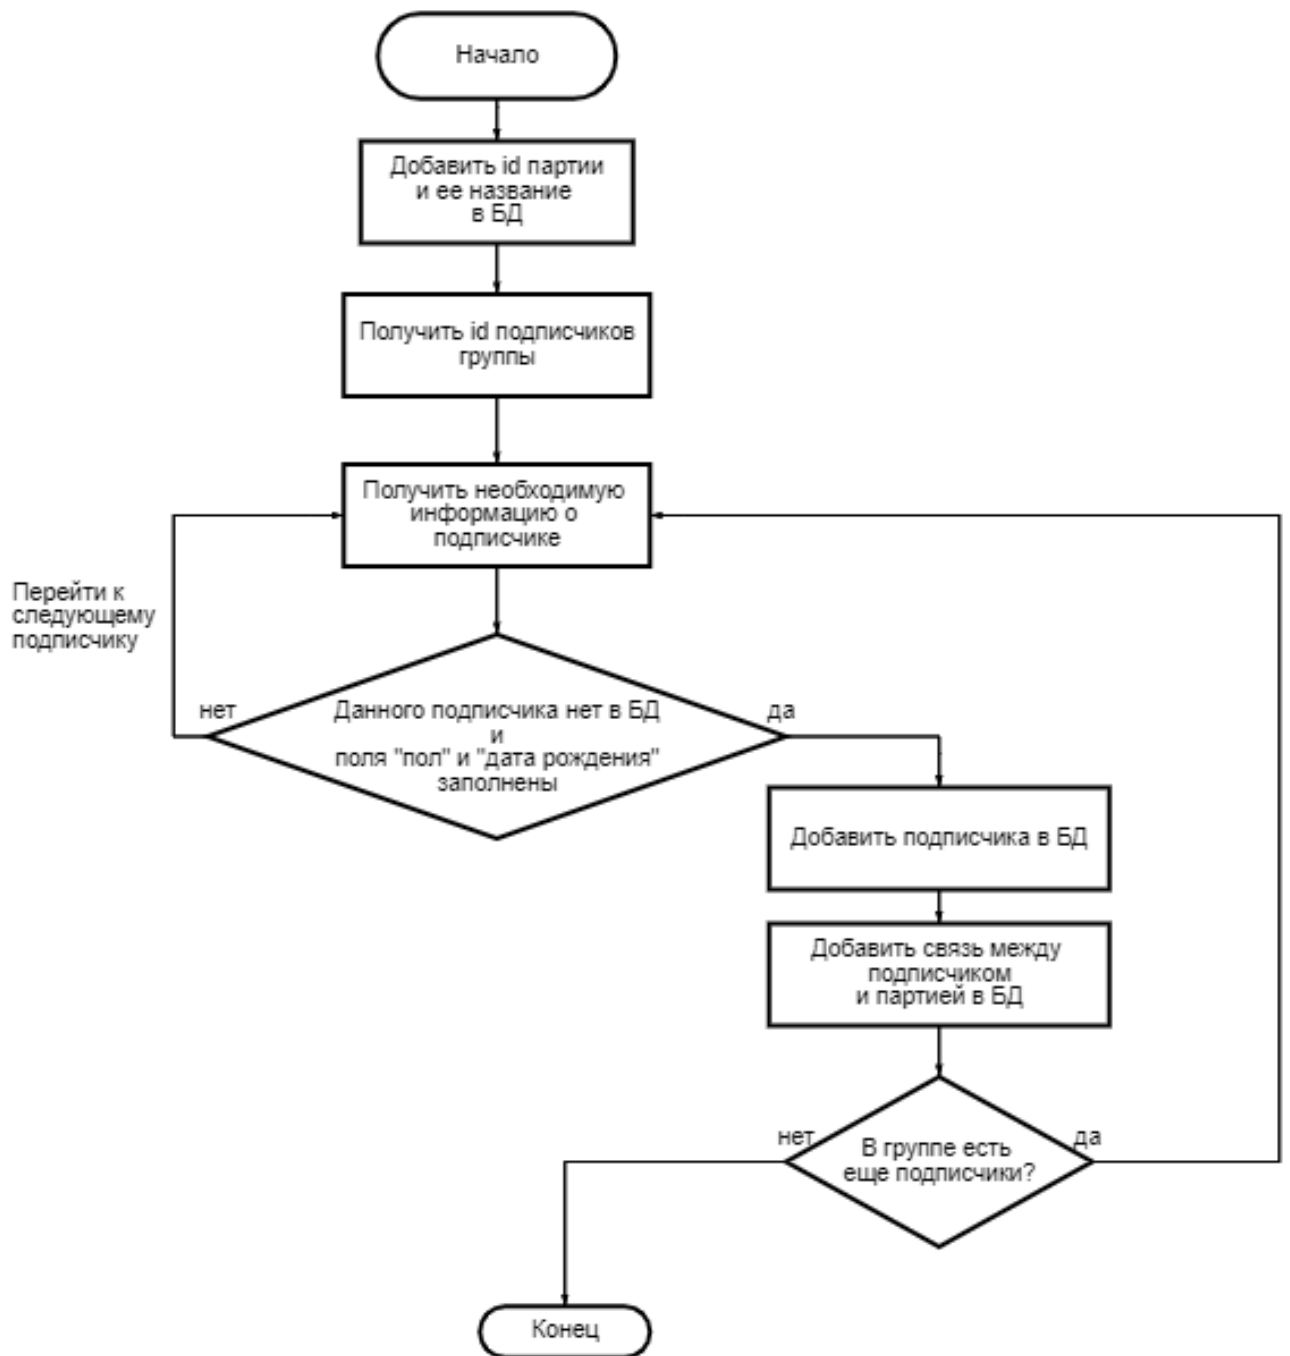 Начало
Добавить id партии
и ее название
в БД
Получить id подписчиков
группы
Получить необходимую
информацию о
подписчике
Перейти к
следующему
подписчику
нет
Данного подписчика нет в БД
и
поля "пол" и "дата рождения"
заполнены
да
Добавить подписчика в БД
Добавить связь между
подписчиком
и партией в БД
нет
В группе есть
еще подписчики?
да
Конец